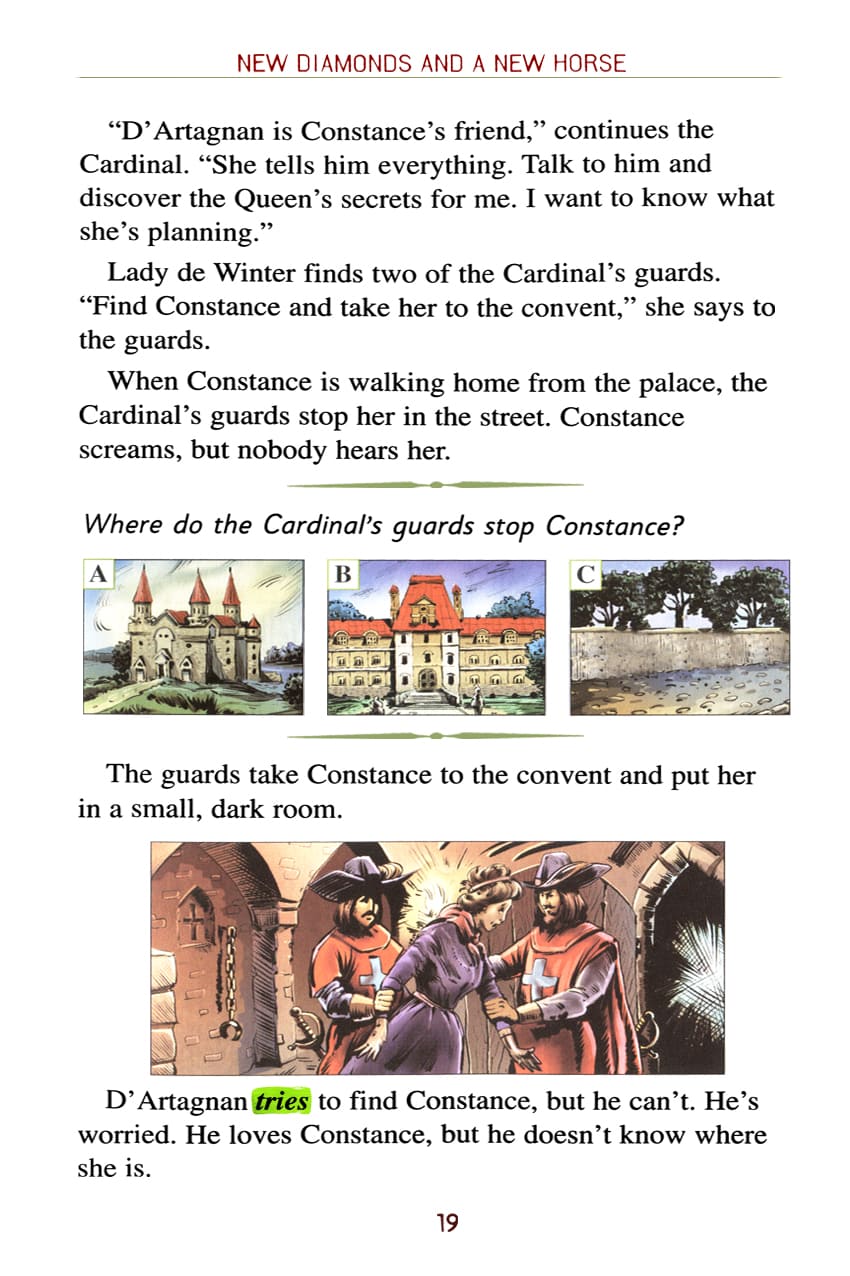 NEW DIAMONDS AND A NEW HORSE
“D’Artagnan is Constance’s friend,” continues the
Cardinal. “She tells him everything. Talk to him and
discover the Queen’s secrets for me. I want to know what
she’s planning.”
Lady de Winter finds two of the Cardinal’s guards.
“Find Constance and take her to the convent,” she says to
the guards.
When Constance is walking home from the palace, the
Cardinal’s guards stop her in the street. Constance
screams, but nobody hears her.
Where do the Cardinal’s guards stop Constance?
A
B
C
The guards take Constance to the convent and put her
in a small, dark room.
D’Artagnan tries to find Constance, but he can’t. He’s
worried. He loves Constance, but he doesn’t know where
she is.
19